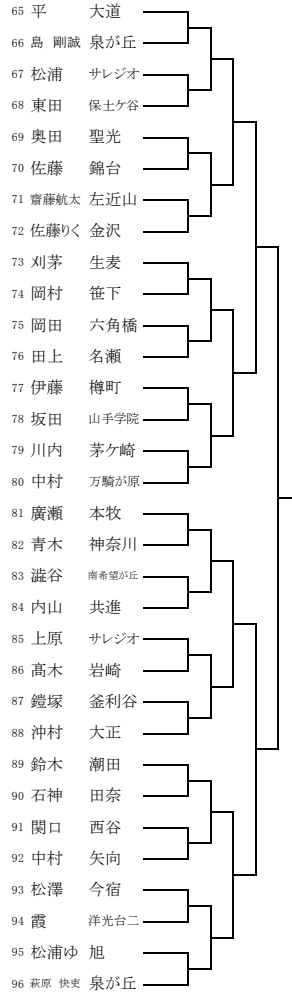 65 平 大道
66 島 剛誠 泉が丘
67 松浦 サレジオ
68 東田 保土ケ谷
69 奥田 聖光
70 佐藤 錦台
71 齋藤航太 左近山
72 佐藤りく 金沢
73 刈茅 生麦
74 岡村 笹下
75 岡田 六角橋
76 田上 名瀬
77 伊藤 樽町
78 坂田 山手学院
79 川内 茅ケ崎
80 中村 万騎が原
81 廣瀬 本牧
82 青木 神奈川
83 澁谷 南希望が丘
84 内山 共進
85 上原 サレジオ
86 髙木 岩崎
87 鎧塚 釜利谷
88 沖村 大正
89 鈴木 潮田
90 石神 田奈
91 関口 西谷
92 中村 矢向
93 松澤 今宿
94 霞 洋光台二
95 松浦ゆ 旭
96 萩原 快吏 泉が丘